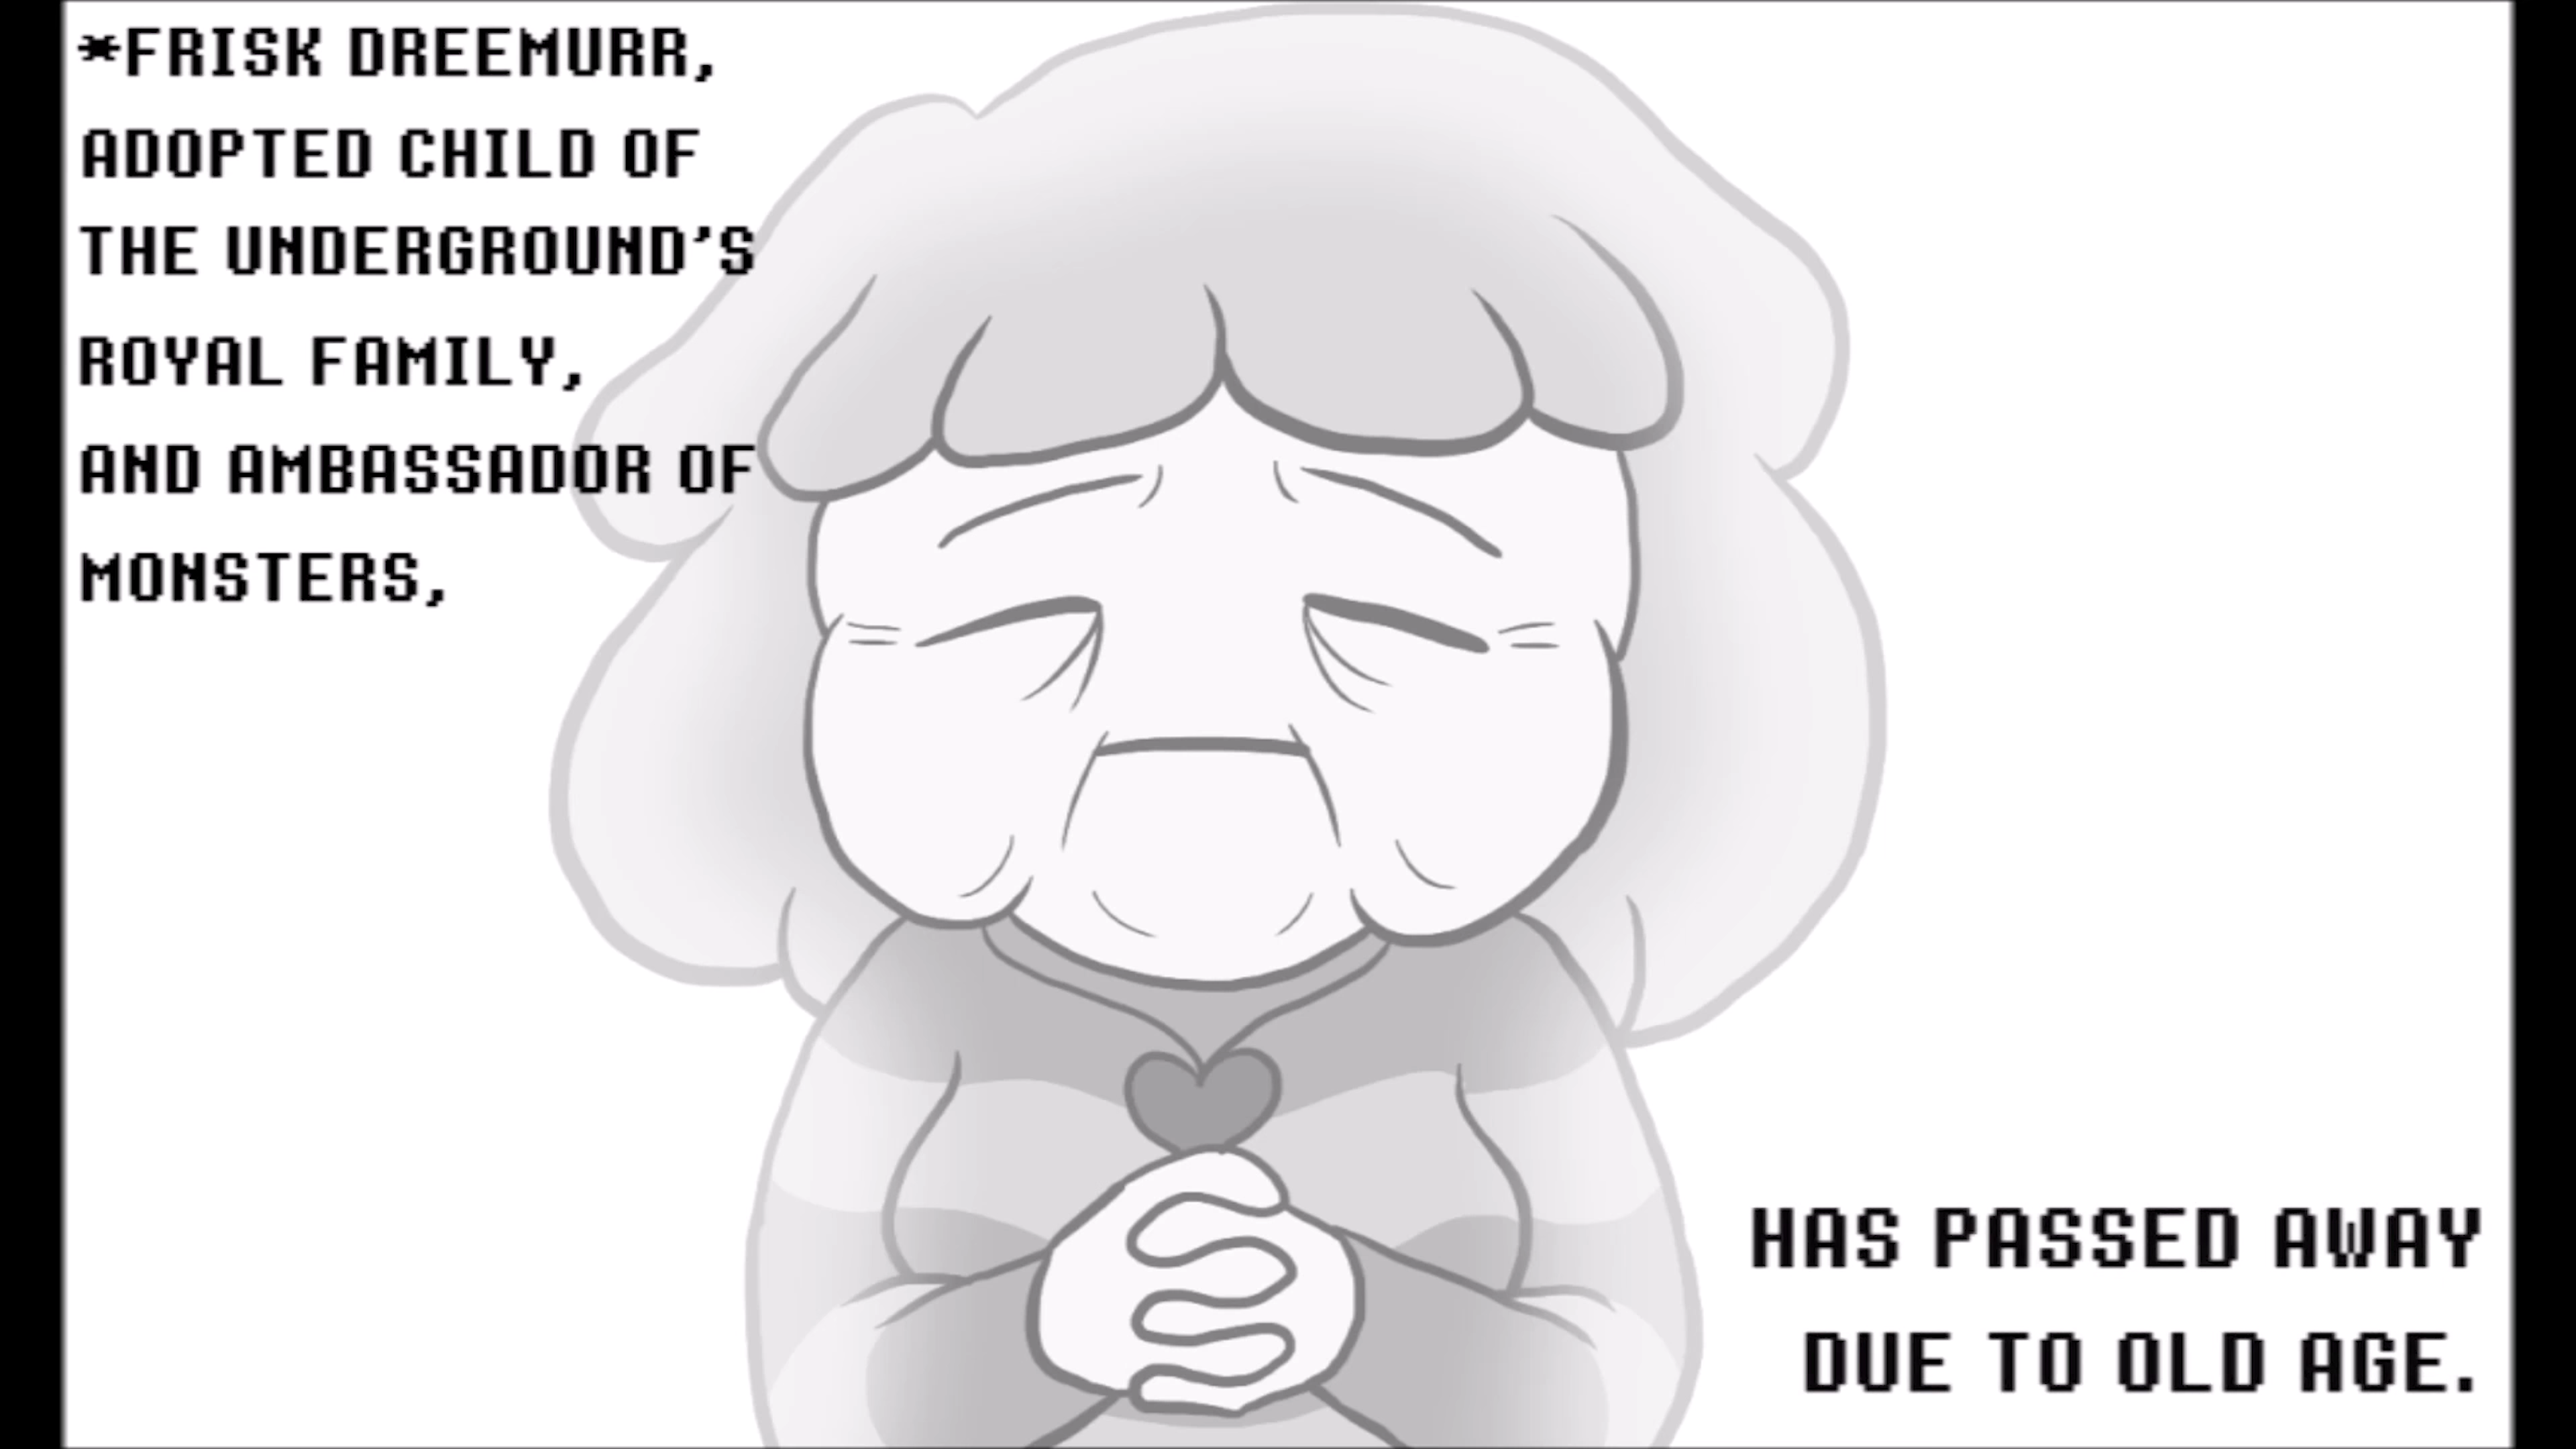 *FRISK DREEMURR,
ADOPTED CHILD OF
THE UNDERGROUND'S
ROYAL FAMILY,
AND AMBASSADOR OF
MONSTERS,
HAS PASSED AWAY
DUE TO OLD AGE.